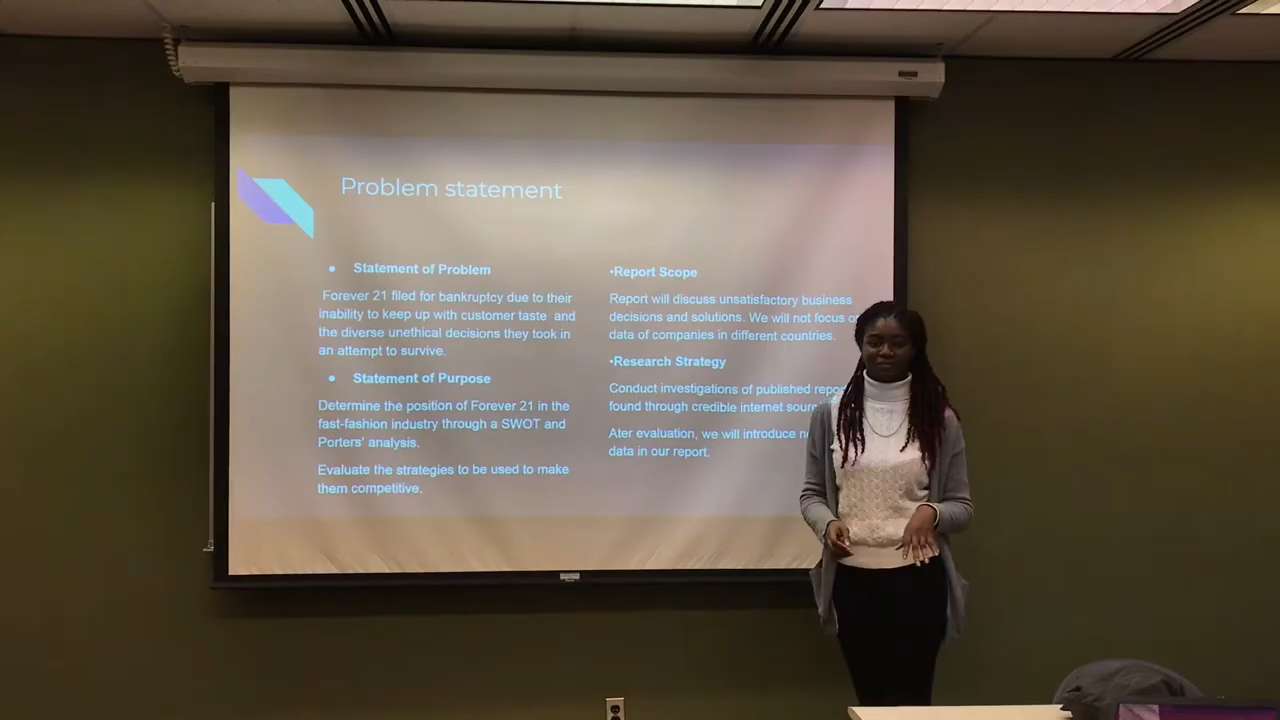 Problem statement
● Statement of Problem
Forever 21 filed for bankruptcy due to their
inability to keep up with customer taste and
the diverse unethical decisions they took in
an attempt to survive.
● Statement of Purpose
Determine the position of Forever 21 in the
fast-fashion industry through a SWOT and
Porters' analysis.
Evaluate the strategies to be used to make
them competitive.
•Report Scope
Report will discuss unsatisfactory business
decisions and solutions. We will not focus
data of companies in different countries.
•Research Strategy
Conduct investigations of published
found through credible internet
Ater evaluation, we will introduce
data in our report.